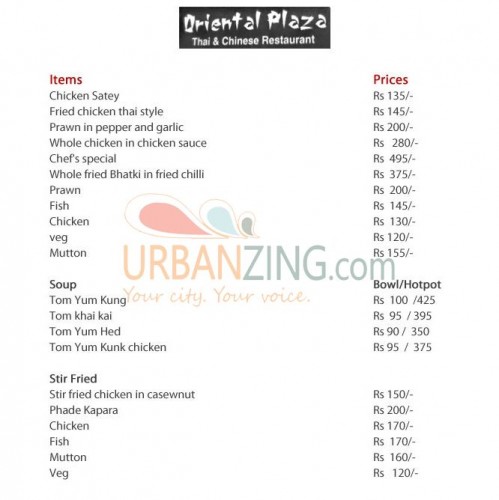 Oriental Plaza
Thai & Chinese Restaurant
Items Prices
Chicken Satey Rs 135/-
Fried chicken thai style Rs 145/-
Prawn in pepper and garlic Rs 200/-
Whole chicken in chicken sauce Rs 280/-
Chef's special Rs 495/-
Whole fried Bhatki in fried chilli Rs 375/-
Prawn Rs 200/-
Fish Rs 145/-
Chicken Rs 130/-
veg Rs 120/-
Mutton Rs 155/-
URBANZING.com
Your city. Your voice.
Soup Bowl/Hotpot
Tom Yum Kung Rs 100 /425
Tom khai kai Rs 95 / 395
Tom Yum Hed Rs 90 / 350
Tom Yum Kunk chicken Rs 95 / 375
Stir Fried
Stir fried chicken in casewnut Rs 150/-
Phade Kapara Rs 200/-
Chicken Rs 170/-
Fish Rs 170/-
Mutton Rs 160/-
Veg Rs 120/-